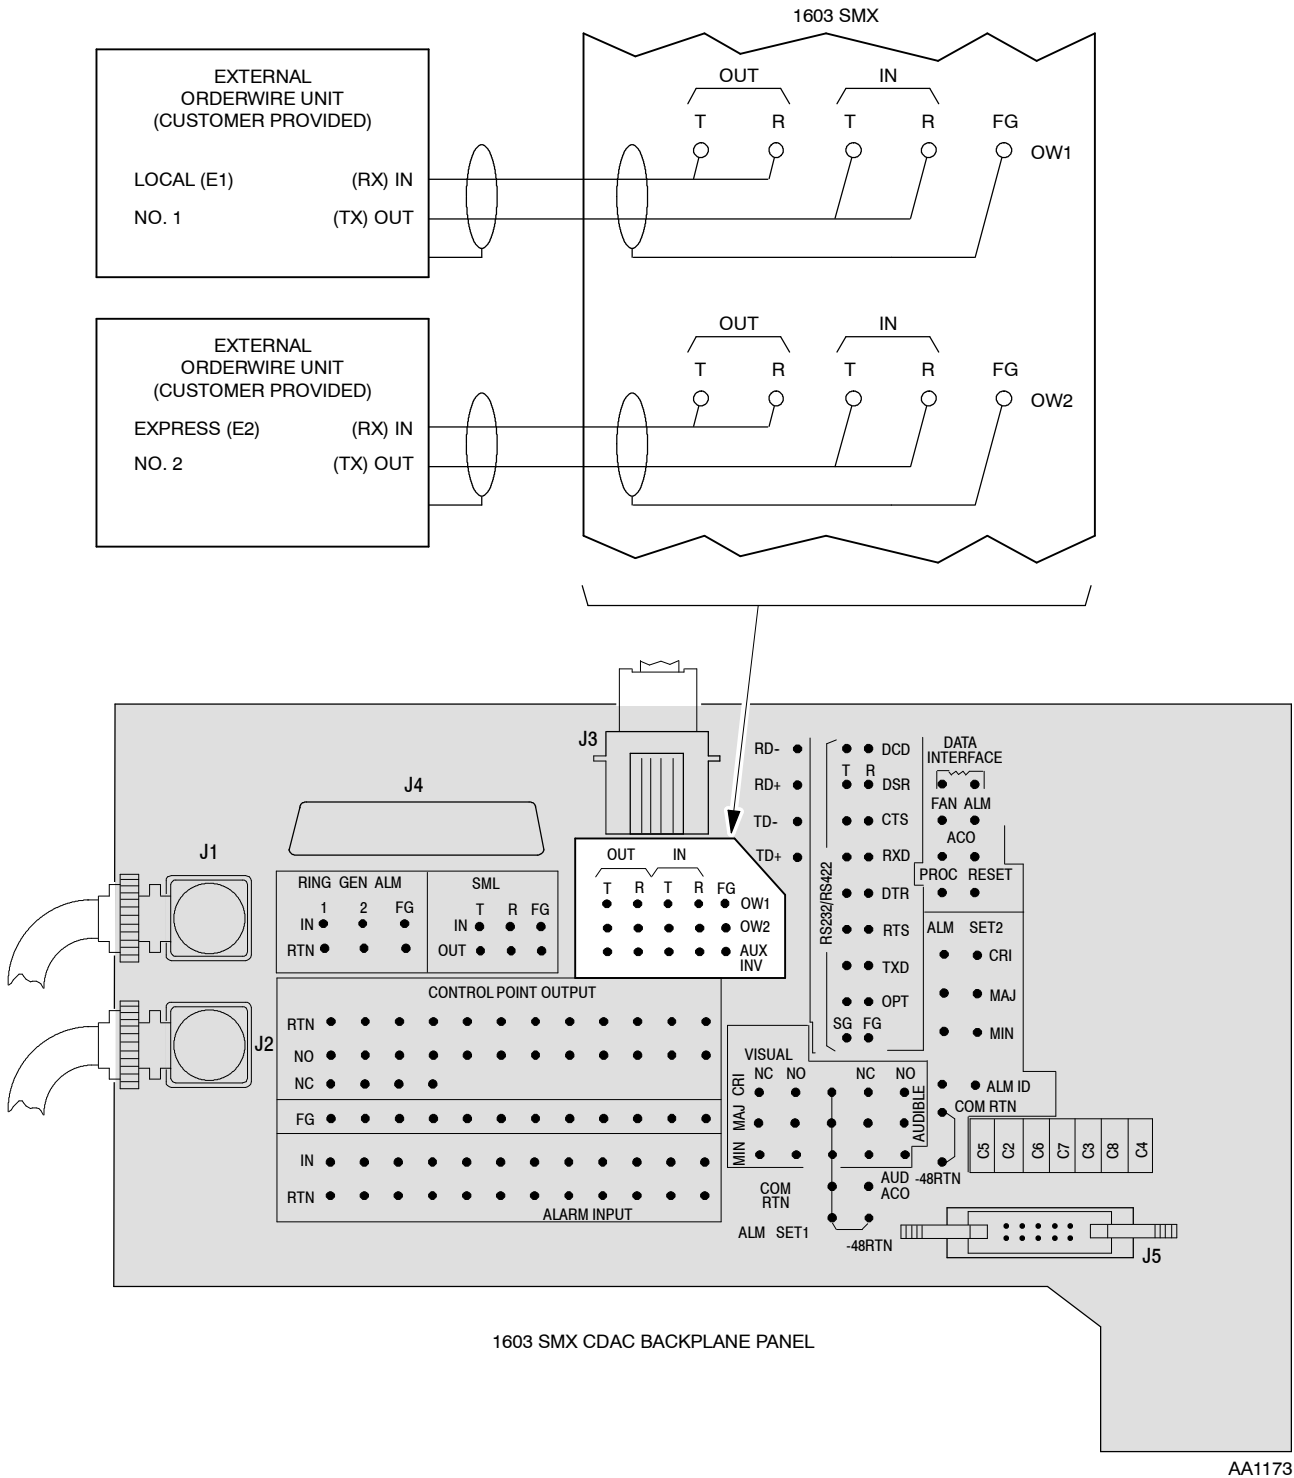 1603 SMX
EXTERNAL
ORDERWIRE UNIT
(CUSTOMER PROVIDED)
LOCAL (E1) (RX) IN
NO. 1 (TX) OUT
OUT IN
T R T R FG
OW1
EXTERNAL
ORDERWIRE UNIT
(CUSTOMER PROVIDED)
EXPRESS (E2) (RX) IN
NO. 2 (TX) OUT
OUT IN
T R T R FG
OW2
J3
J4
J1
J2
RING GEN ALM
1 2 FG
IN
RTN
SML
T R FG
IN
OUT
OUT IN
T R T R FG
OW1
OW2
AUX
INV
RD-
RD+
TD-
TD+
RS232/RS422
T R
DCD
DSR
CTS
RXD
DTR
RTS
TXD
OPT
SG FG
DATA
INTERFACE
FAN ALM
ACO
PROC RESET
ALM SET2
CRI
MAJ
MIN
ALM ID
COM RTN
-48RTN
CONTROL POINT OUTPUT
RTN
NO
NC
FG
IN
RTN
ALARM INPUT
VISUAL
NC NO NC NO
CRI
MAJ
MIN
AUDIBLE
COM
RTN
AUD
ACO
ALM SET1
-48RTN
C5 C2 C6 C7 C3 C8 C4
J5
1603 SMX CDAC BACKPLANE PANEL
AA1173